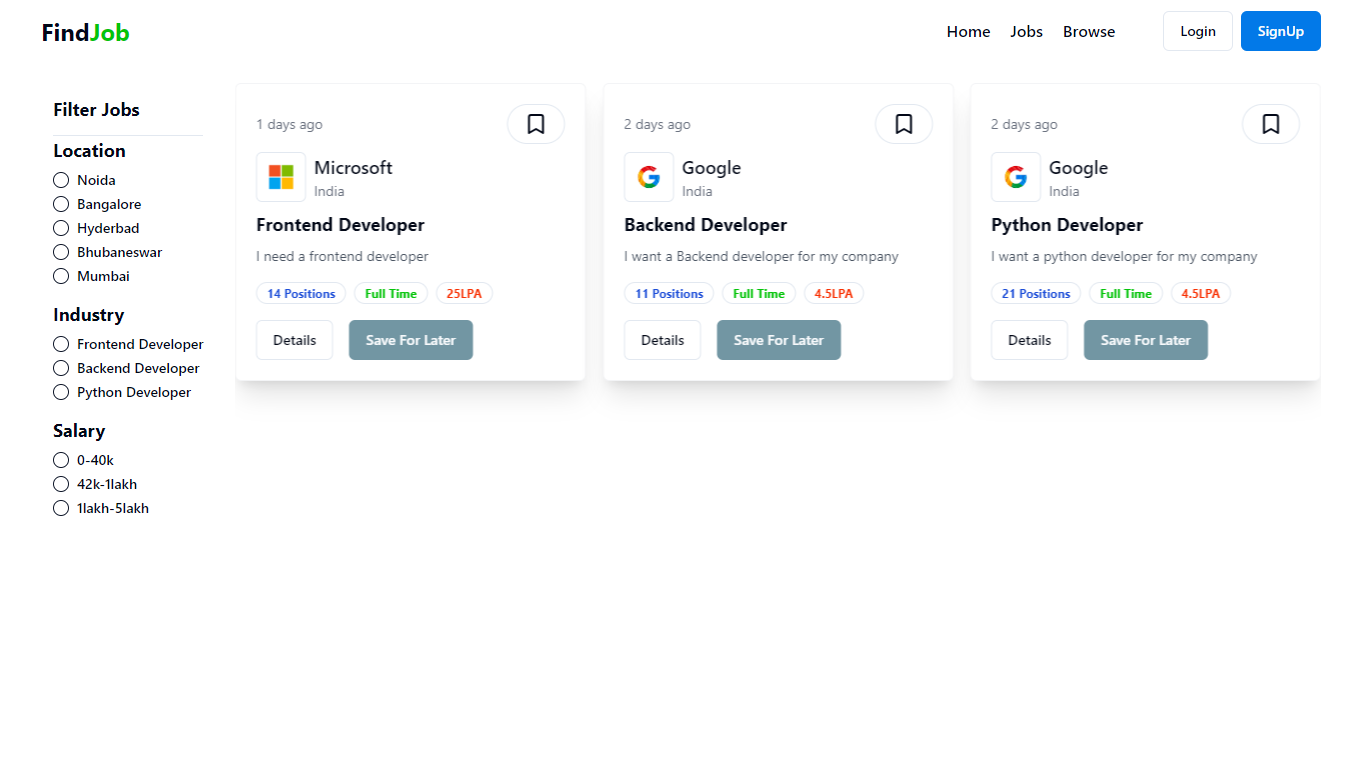 FindJob
Home Jobs Browse Login SignUp
Filter Jobs
Location
Noida
Bangalore
Hyderbad
Bhubaneswar
Mumbai
Industry
Frontend Developer
Backend Developer
Python Developer
Salary
0-40k
42k-1lakh
1lakh-5lakh
1 days ago
Microsoft
India
Frontend Developer
I need a frontend developer
14 Positions Full Time 25LPA
Details Save For Later
2 days ago
Google
India
Backend Developer
I want a Backend developer for my company
11 Positions Full Time 4.5LPA
Details Save For Later
2 days ago
Google
India
Python Developer
I want a python developer for my company
21 Positions Full Time 4.5LPA
Details Save For Later